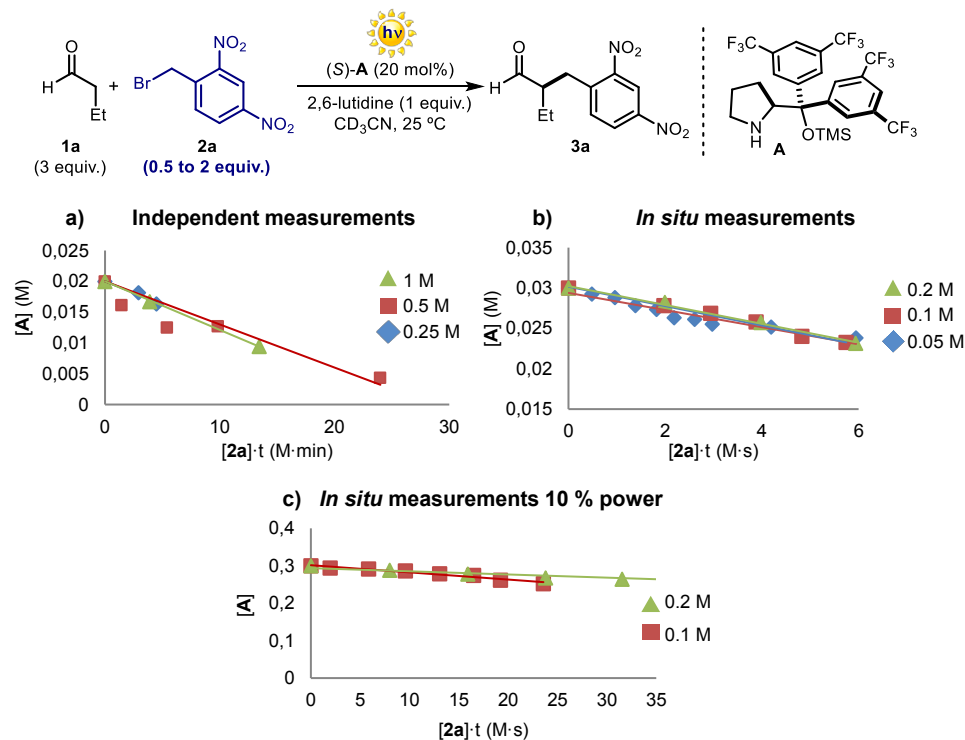 O
H
Et
1a
(3 equiv.)
+
Br
NO2
NO2
2a
(0.5 to 2 equiv.)
hν
(S)-A (20 mol%)
2,6-lutidine (1 equiv.)
CD3CN, 25 ºC
O
H
Et
NO2
NO2
3a
F3C
CF3
CF3
CF3
N
H
OTMS
A
a) Independent measurements
[A] (M)
0,025
0,02
0,015
0,01
0,005
0
0 10 20 30
[2a]·t (M·min)
1 M
0.5 M
0.25 M
b) In situ measurements
[A] (M)
0,035
0,03
0,025
0,02
0,015
0 2 4 6
[2a]·t (M·s)
0.2 M
0.1 M
0.05 M
c) In situ measurements 10 % power
[A]
0,4
0,3
0,2
0,1
0
0 5 10 15 20 25 30 35
[2a]·t (M·s)
0.2 M
0.1 M